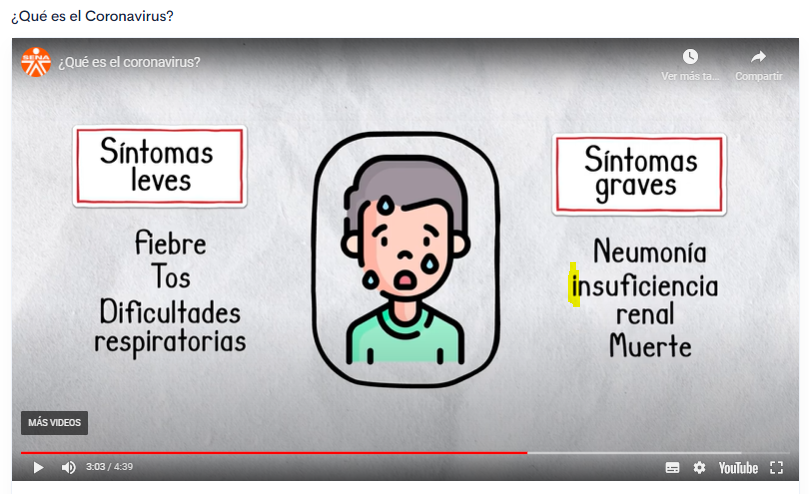 ¿Qué es el Coronavirus?
SENA
¿Qué es el coronavirus?
Ver más ta...
Compartir
Síntomas
leves
fiebre
Tos
Dificultades
respiratorias
Síntomas
graves
Neumonía
insuficiencia
renal
Muerte
MÁS VIDEOS
3:03 / 4:39
YouTube